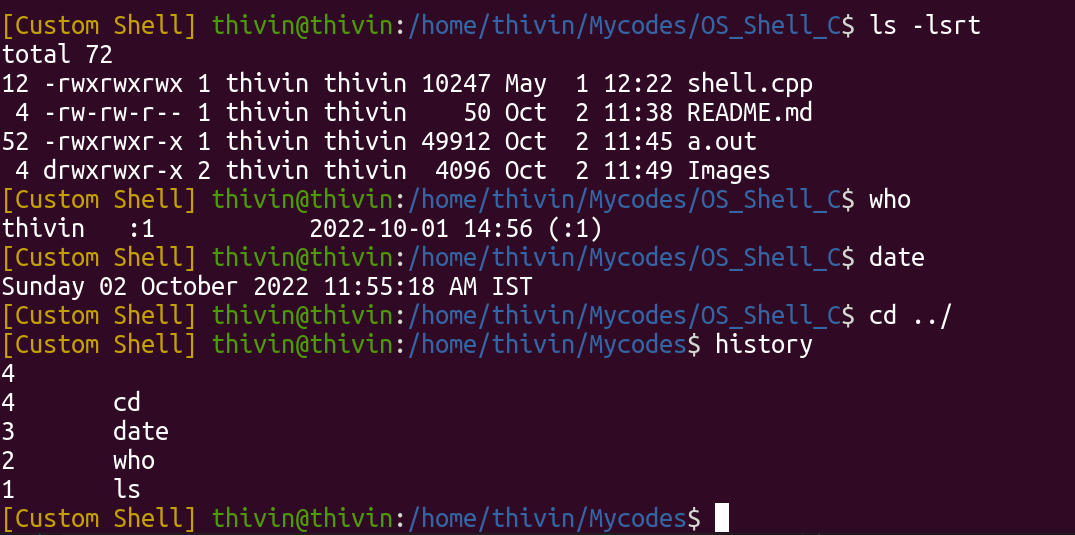 [Custom Shell] thivin@thivin:/home/thivin/Mycodes/OS_Shell_C$ ls -lsrt
total 72
12 -rwxrwxrwx 1 thivin thivin 10247 May  1 12:22 shell.cpp
 4 -rw-rw-r-- 1 thivin thivin    50 Oct  2 11:38 README.md
52 -rwxrwxr-x 1 thivin thivin 49912 Oct  2 11:45 a.out
 4 drwxrwxr-x 2 thivin thivin  4096 Oct  2 11:49 Images
[Custom Shell] thivin@thivin:/home/thivin/Mycodes/OS_Shell_C$ who
thivin   :1           2022-10-01 14:56 (:1)
[Custom Shell] thivin@thivin:/home/thivin/Mycodes/OS_Shell_C$ date
Sunday 02 October 2022 11:55:18 AM IST
[Custom Shell] thivin@thivin:/home/thivin/Mycodes/OS_Shell_C$ cd ../
[Custom Shell] thivin@thivin:/home/thivin/Mycodes$ history
4
4       cd
3       date
2       who
1       ls
[Custom Shell] thivin@thivin:/home/thivin/Mycodes$